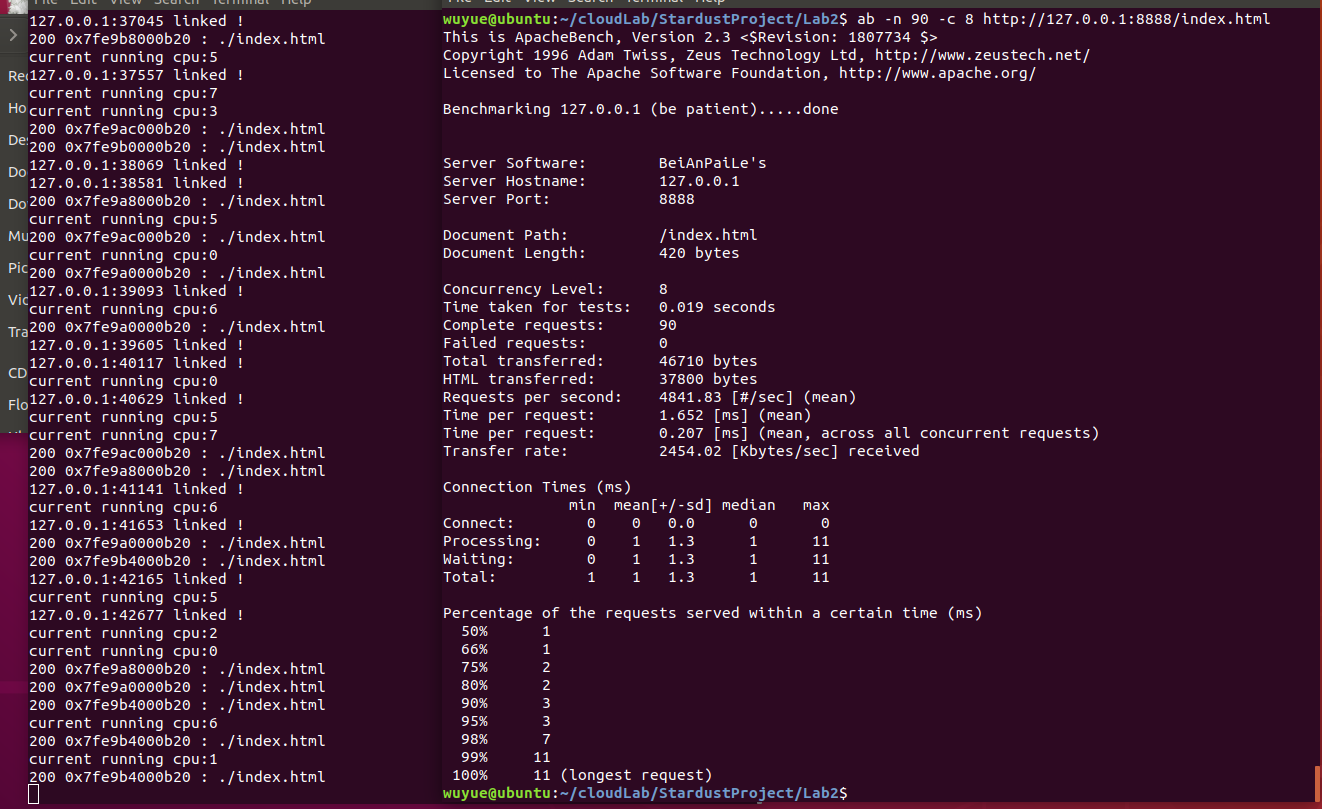 File Edit View Search Terminal Help
127.0.0.1:37045 linked !
200 0x7fe9b8000b20 : ./index.html
current running cpu:5
127.0.0.1:37557 linked !
current running cpu:7
current running cpu:3
200 0x7fe9ac000b20 : ./index.html
200 0x7fe9b0000b20 : ./index.html
127.0.0.1:38069 linked !
127.0.0.1:38581 linked !
200 0x7fe9a8000b20 : ./index.html
current running cpu:5
200 0x7fe9ac000b20 : ./index.html
current running cpu:0
200 0x7fe9a0000b20 : ./index.html
127.0.0.1:39093 linked !
current running cpu:6
200 0x7fe9a0000b20 : ./index.html
127.0.0.1:39605 linked !
127.0.0.1:40117 linked !
current running cpu:0
127.0.0.1:40629 linked !
current running cpu:5
current running cpu:7
200 0x7fe9ac000b20 : ./index.html
200 0x7fe9a8000b20 : ./index.html
127.0.0.1:41141 linked !
current running cpu:6
127.0.0.1:41653 linked !
200 0x7fe9a0000b20 : ./index.html
200 0x7fe9b4000b20 : ./index.html
127.0.0.1:42165 linked !
current running cpu:5
127.0.0.1:42677 linked !
current running cpu:2
current running cpu:0
200 0x7fe9a8000b20 : ./index.html
200 0x7fe9a0000b20 : ./index.html
200 0x7fe9b4000b20 : ./index.html
current running cpu:6
200 0x7fe9b4000b20 : ./index.html
current running cpu:1
200 0x7fe9b4000b20 : ./index.html
File Edit View Search Terminal Help
wuyue@ubuntu:~/cloudLab/StardustProject/Lab2$ ab -n 90 -c 8 http://127.0.0.1:8888/index.html
This is ApacheBench, Version 2.3 <$Revision: 1807734 $>
Copyright 1996 Adam Twiss, Zeus Technology Ltd, http://www.zeustech.net/
Licensed to The Apache Software Foundation, http://www.apache.org/
Benchmarking 127.0.0.1 (be patient).....done
Server Software: BeiAnPaiLe's
Server Hostname: 127.0.0.1
Server Port: 8888
Document Path: /index.html
Document Length: 420 bytes
Concurrency Level: 8
Time taken for tests: 0.019 seconds
Complete requests: 90
Failed requests: 0
Total transferred: 46710 bytes
HTML transferred: 37800 bytes
Requests per second: 4841.83 [#/sec] (mean)
Time per request: 1.652 [ms] (mean)
Time per request: 0.207 [ms] (mean, across all concurrent requests)
Transfer rate: 2454.02 [Kbytes/sec] received
Connection Times (ms)
min mean[+/-sd] median max
Connect: 0 0 0.0 0 0
Processing: 0 1 1.3 1 11
Waiting: 0 1 1.3 1 11
Total: 1 1 1.3 1 11
Percentage of the requests served within a certain time (ms)
50% 1
66% 1
75% 2
80% 2
90% 3
95% 3
98% 7
99% 11
100% 11 (longest request)
wuyue@ubuntu:~/cloudLab/StardustProject/Lab2$